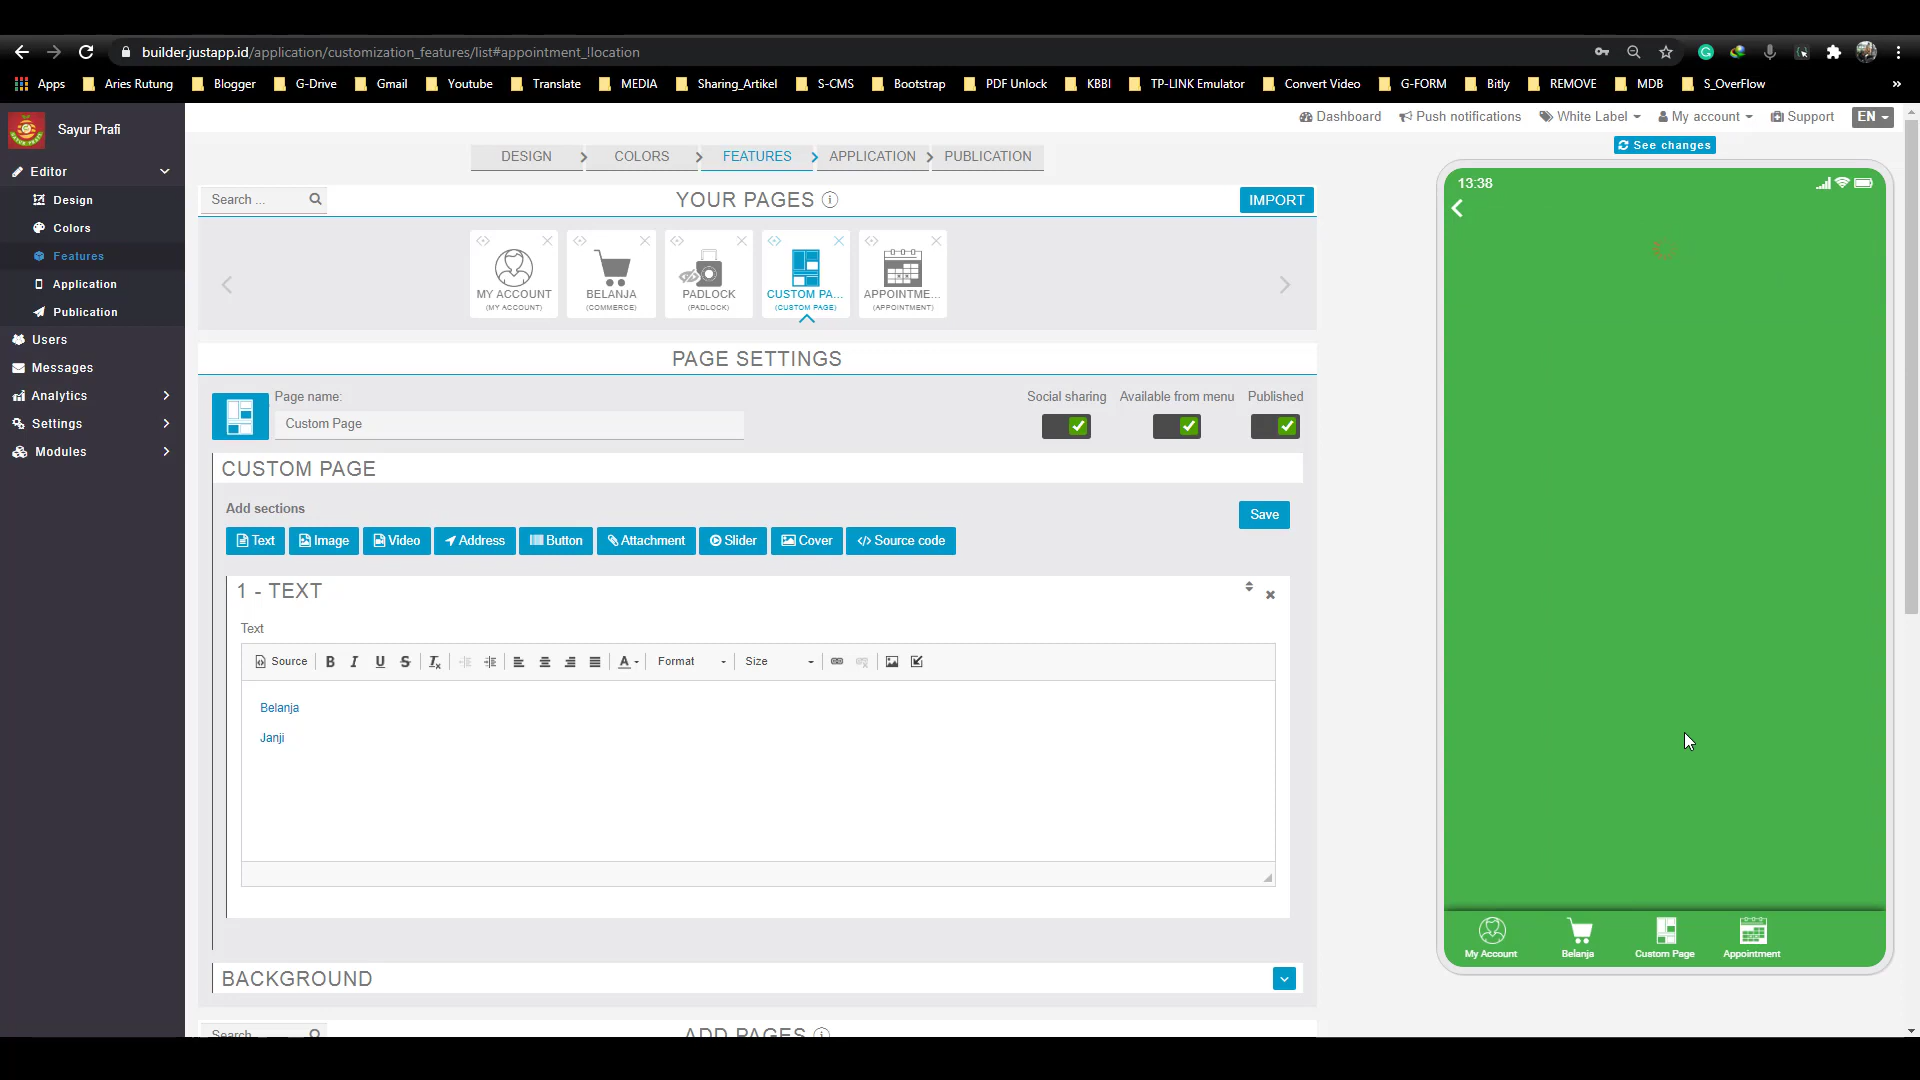 builder.justapp.id/application/customization_features/list#appointment_!location
Apps Aries Rutung Blogger G-Drive Gmail Youtube Translate MEDIA Sharing_Artikel S-CMS Bootstrap PDF Unlock KBBI TP-LINK Emulator Convert Video G-FORM Bitly REMOVE MDB S_OverFlow »
Sayur Prafi
Dashboard Push notifications White Label My account Support EN
See changes
DESIGN COLORS FEATURES APPLICATION PUBLICATION
Editor
Design
Colors
Features
Application
Publication
Users
Messages
Analytics
Settings
Modules
Search ... YOUR PAGES IMPORT
MY ACCOUNT
(MY ACCOUNT)
BELANJA
(COMMERCE)
PADLOCK
(PADLOCK)
CUSTOM PA...
(CUSTOM PAGE)
APPOINTME...
(APPOINTMENT)
PAGE SETTINGS
Page name: Social sharing Available from menu Published
Custom Page
CUSTOM PAGE
Add sections
Save
Text Image Video Address Button Attachment Slider Cover Source code
1 - TEXT
Text
Source B I U S Tx A Format Size
Belanja
Janji
BACKGROUND
Search ADD PAGES
13:38
My Account Belanja Custom Page Appointment